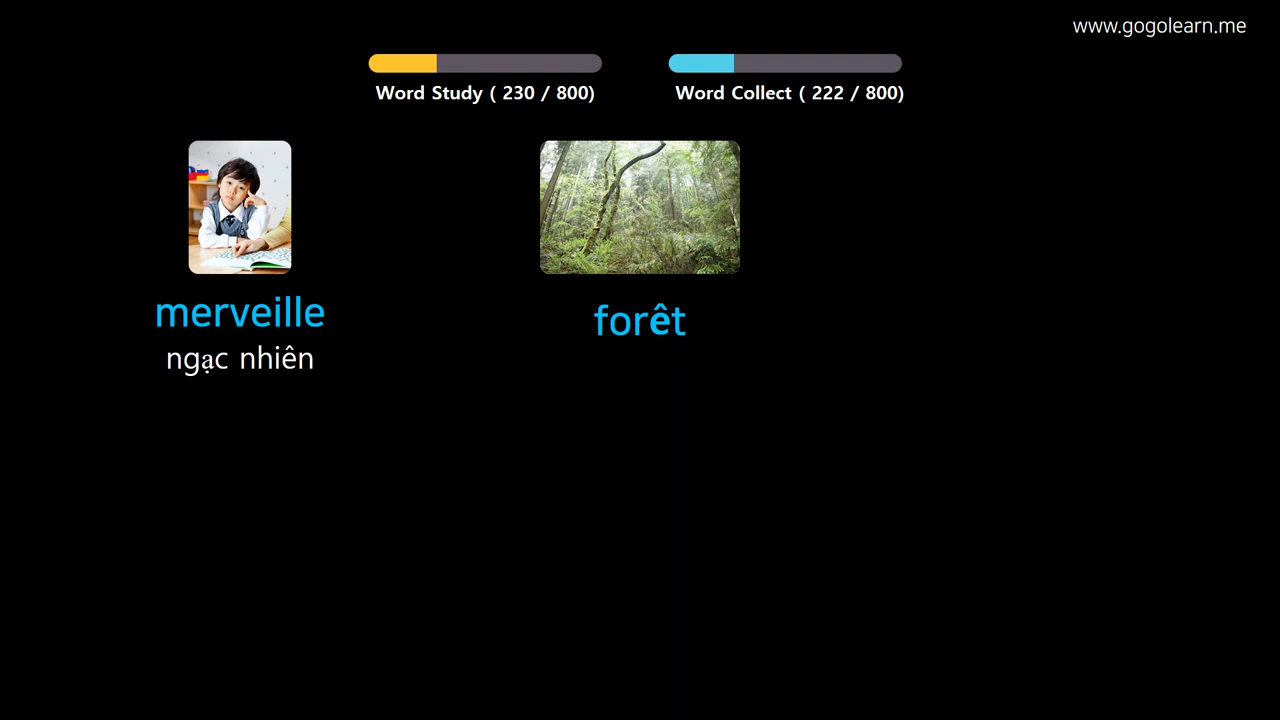 www.gogolearn.me
Word Study ( 230 / 800)
Word Collect ( 222 / 800)
merveille
ngạc nhiên
forêt